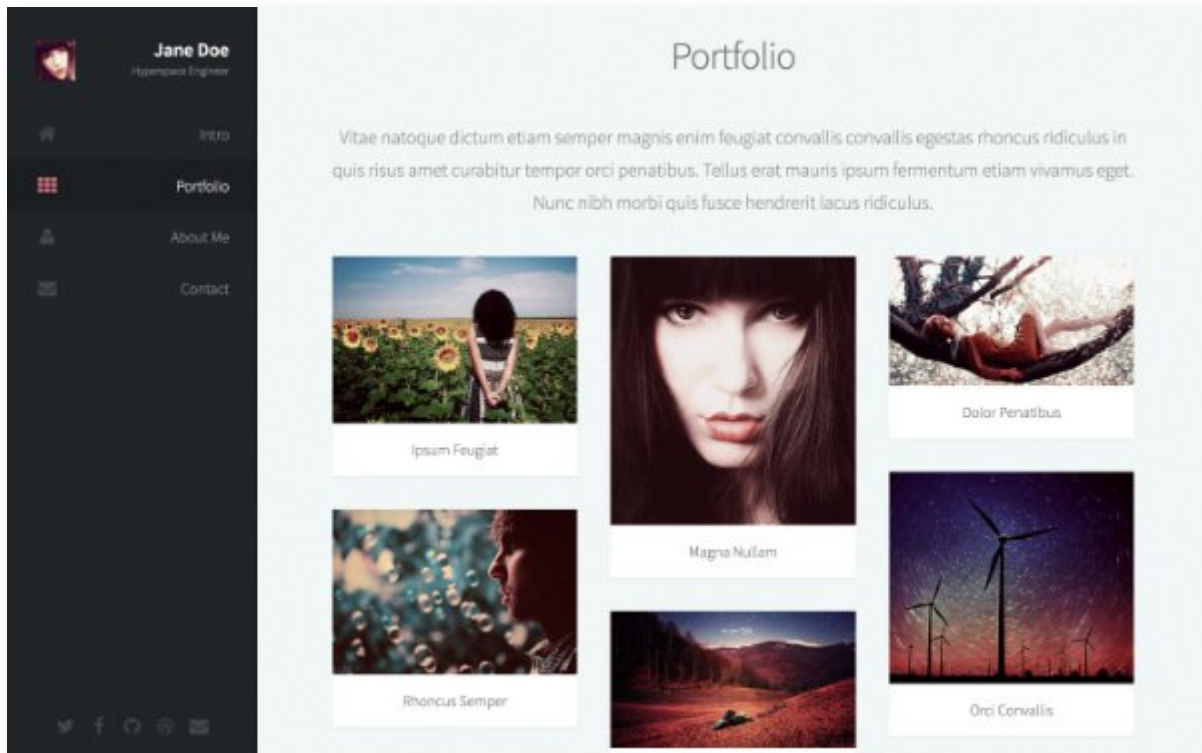 Jane Doe
Hyperspace Engineer
Intro
Portfolio
About Me
Contact
Portfolio
Vitae natoque dictum etiam semper magnis enim feugiat convallis convallis egestas rhoncus ridiculus in
quis risus amet curabitur tempor orci penatibus. Tellus erat mauris ipsum fermentum etiam vivamus eget.
Nunc nibh morbi quis fusce hendrerit lacus ridiculus.
Ipsum Feugiat
Magna Nullam
Dolor Penatibus
Rhoncus Semper
Orci Convallis